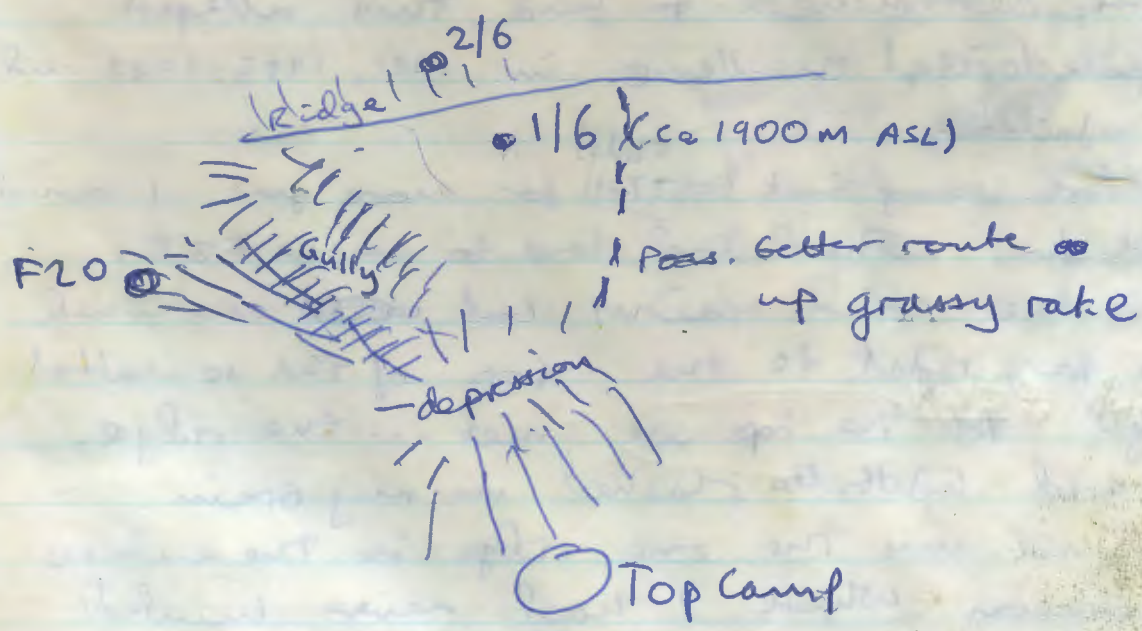 2/6
Ridge
1/6 (ca 1900 m ASL)
Gully
F20
Poss. better route
up grassy rake
depression
Top Camp